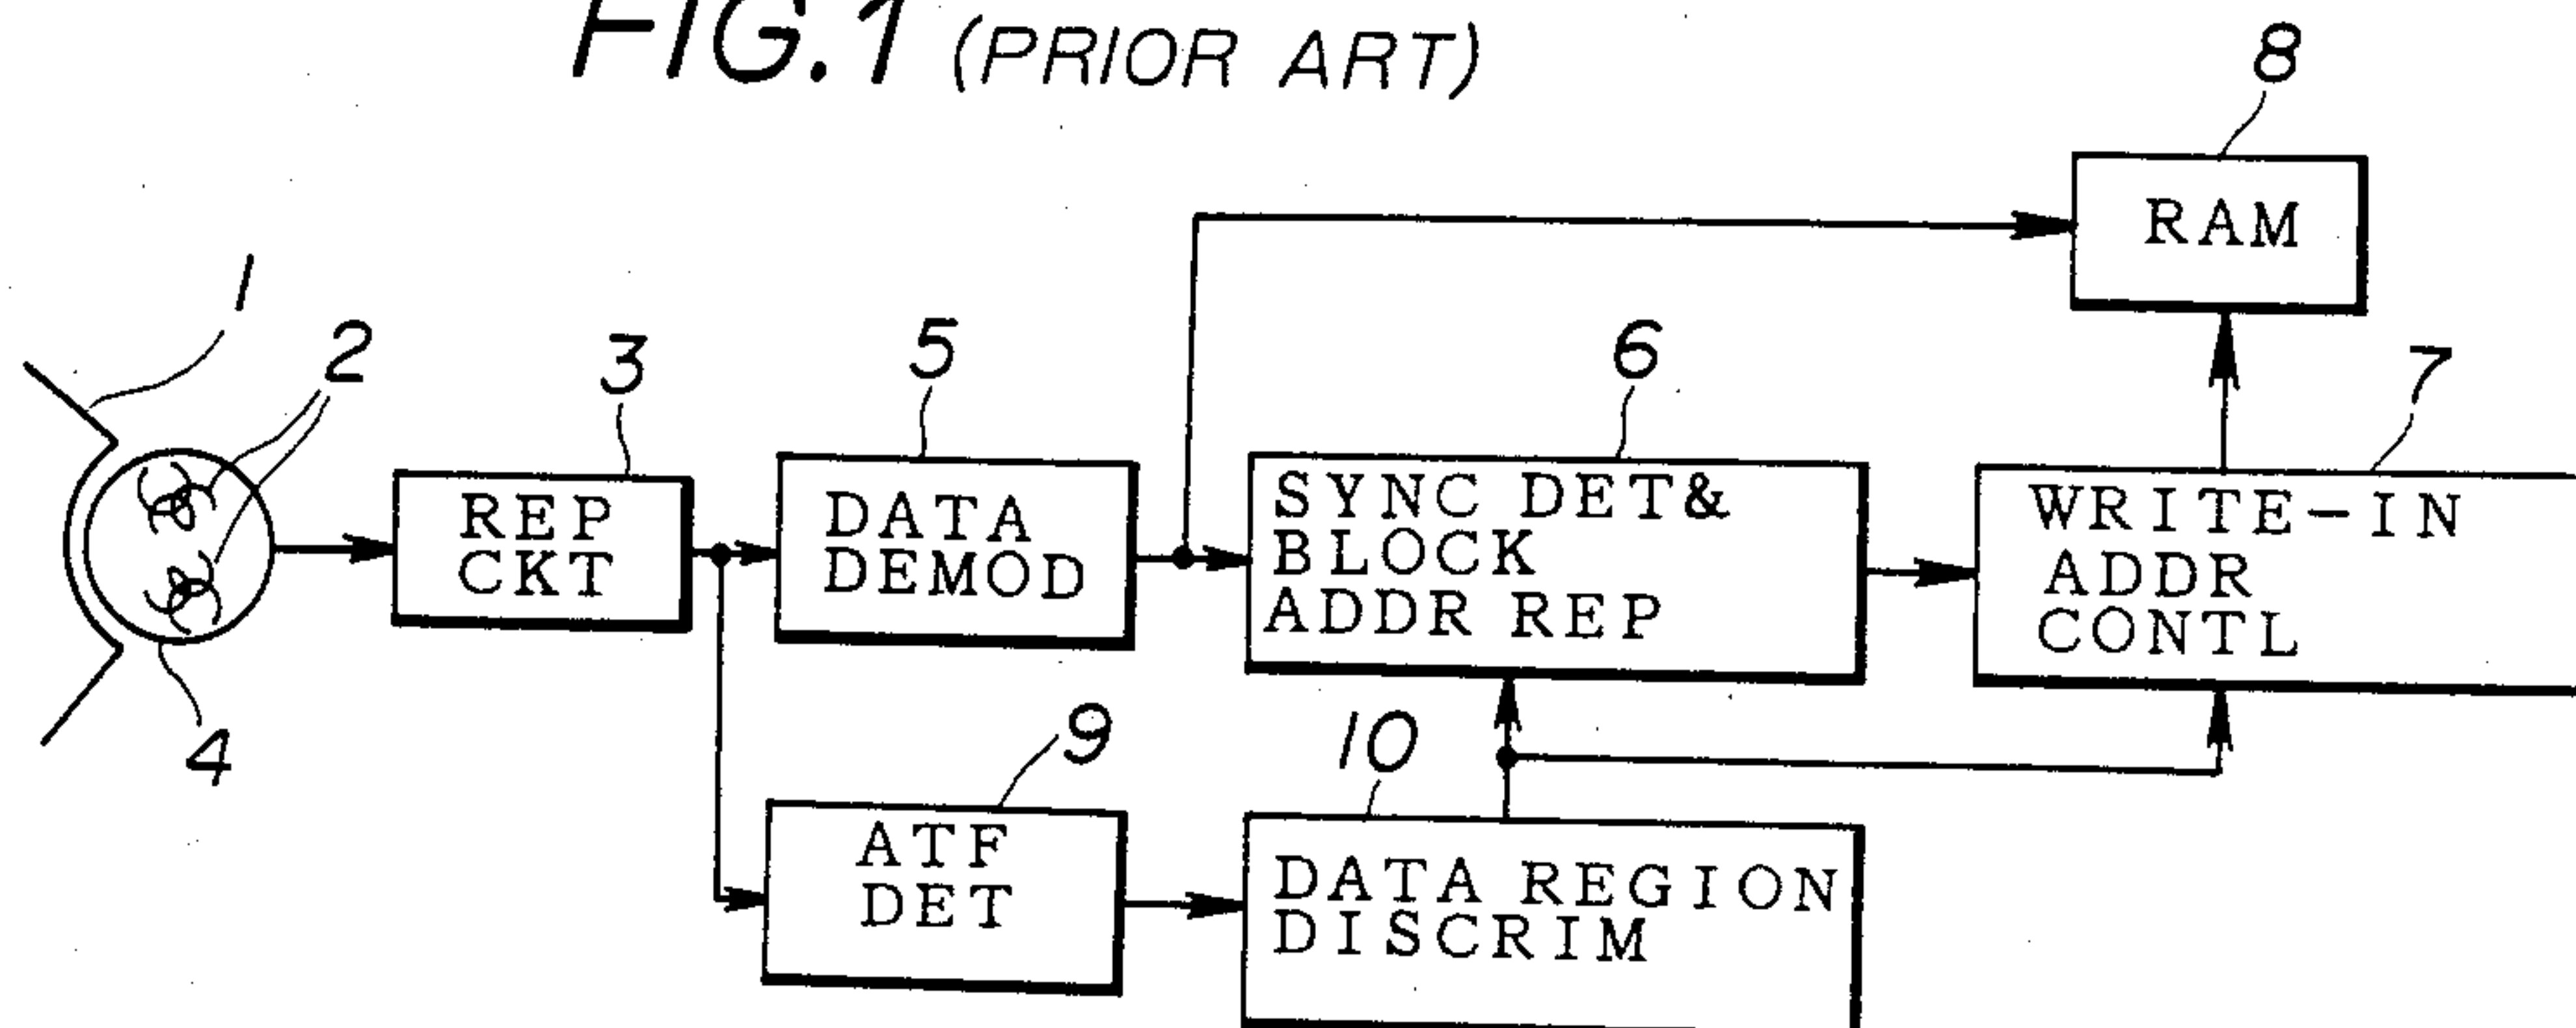 FIG.1 (PRIOR ART)
8
RAM
1
2
3
5
6
7
REP
CKT
DATA
DEMOD
SYNC DET&
BLOCK
ADDR REP
WRITE-IN
ADDR
CONTL
4
9
10
ATF
DET
DATA REGION
DISCRIM